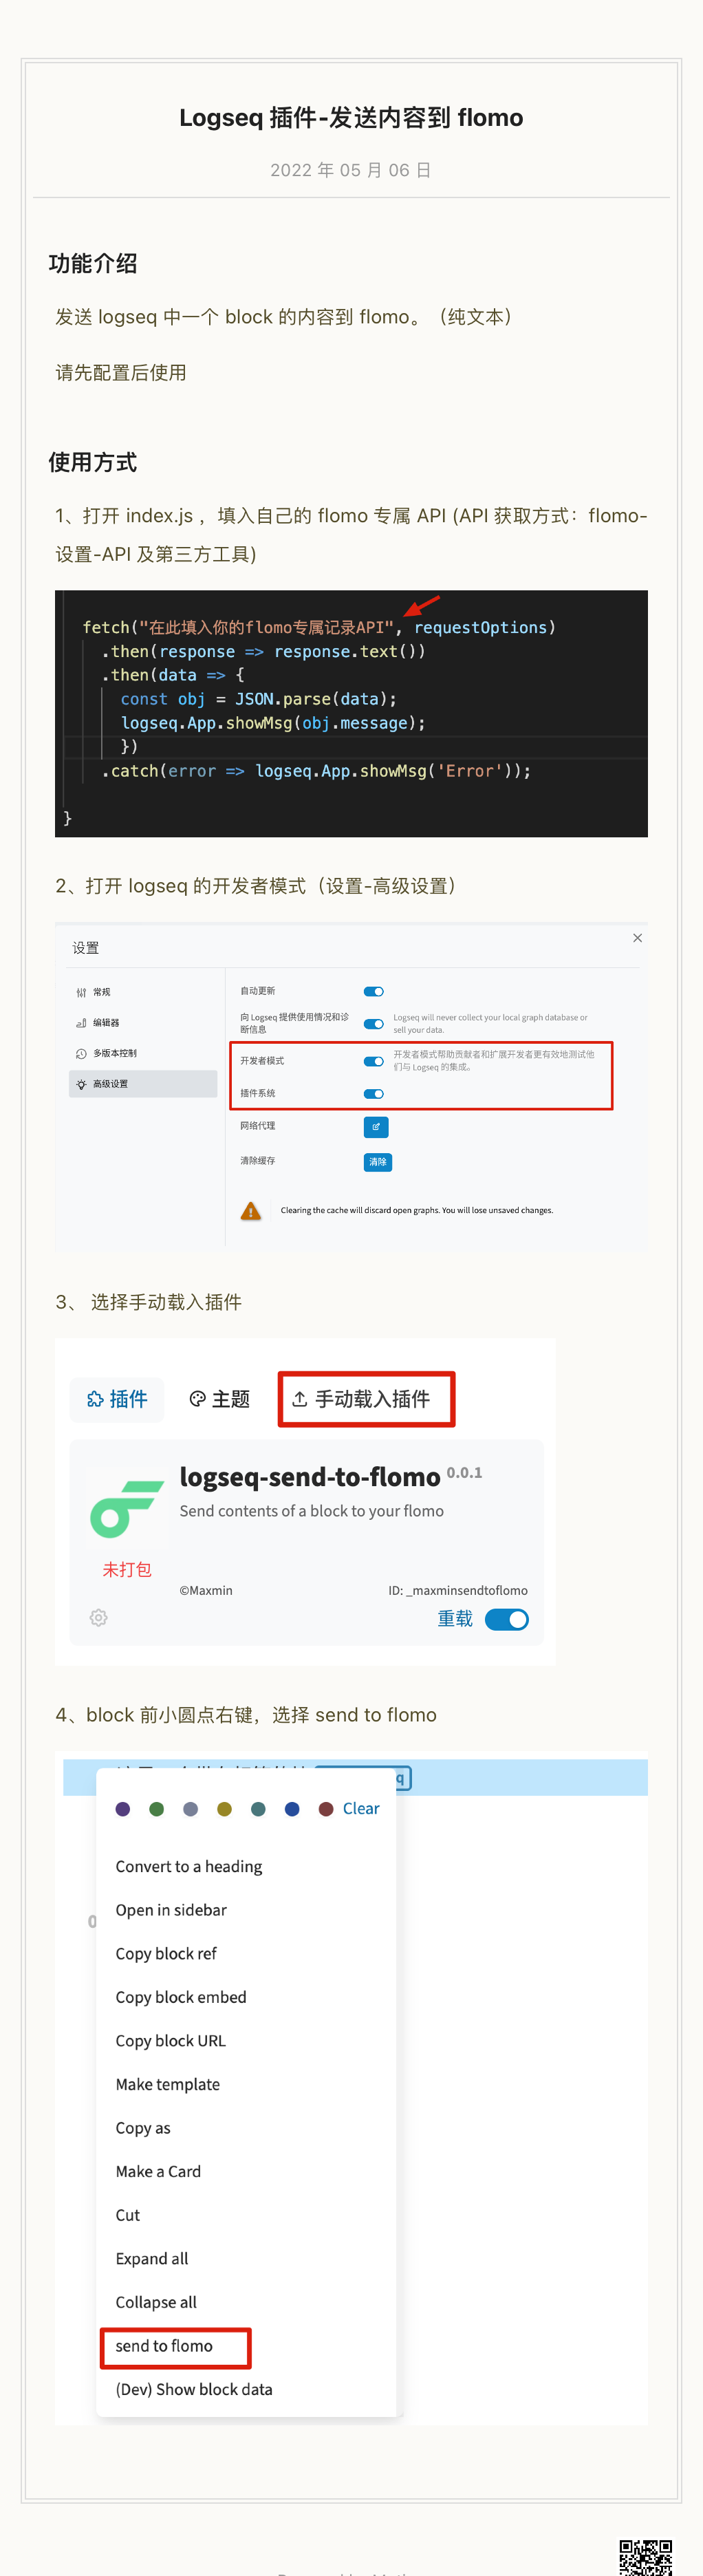 Logseq 插件-发送内容到 flomo
2022 年 05 月 06 日
功能介绍
发送 logseq 中一个 block 的内容到 flomo。（纯文本）
请先配置后使用
使用方式
1、打开 index.js ，填入自己的 flomo 专属 API (API 获取方式：flomo-
设置-API 及第三方工具)
fetch("在此填入你的flomo专属记录API", requestOptions)
.then(response => response.text())
.then(data => {
const obj = JSON.parse(data);
logseq.App.showMsg(obj.message);
})
.catch(error => logseq.App.showMsg('Error'));
}
2、打开 logseq 的开发者模式（设置-高级设置）
设置
常规
编辑器
多版本控制
高级设置
自动更新
向 Logseq 提供使用情况和诊
断信息
Logseq will never collect your local graph database or
sell your data.
开发者模式
开发者模式帮助贡献者和扩展开发者更有效地测试他
们与 Logseq 的集成。
插件系统
网络代理
清除缓存
清除
Clearing the cache will discard open graphs. You will lose unsaved changes.
3、 选择手动载入插件
插件 主题 手动载入插件
logseq-send-to-flomo 0.0.1
Send contents of a block to your flomo
未打包
©Maxmin ID: _maxminsendtoflomo
重载
4、block 前小圆点右键，选择 send to flomo
q
Clear
Convert to a heading
Open in sidebar
Copy block ref
Copy block embed
Copy block URL
Make template
Copy as
Make a Card
Cut
Expand all
Collapse all
send to flomo
(Dev) Show block data